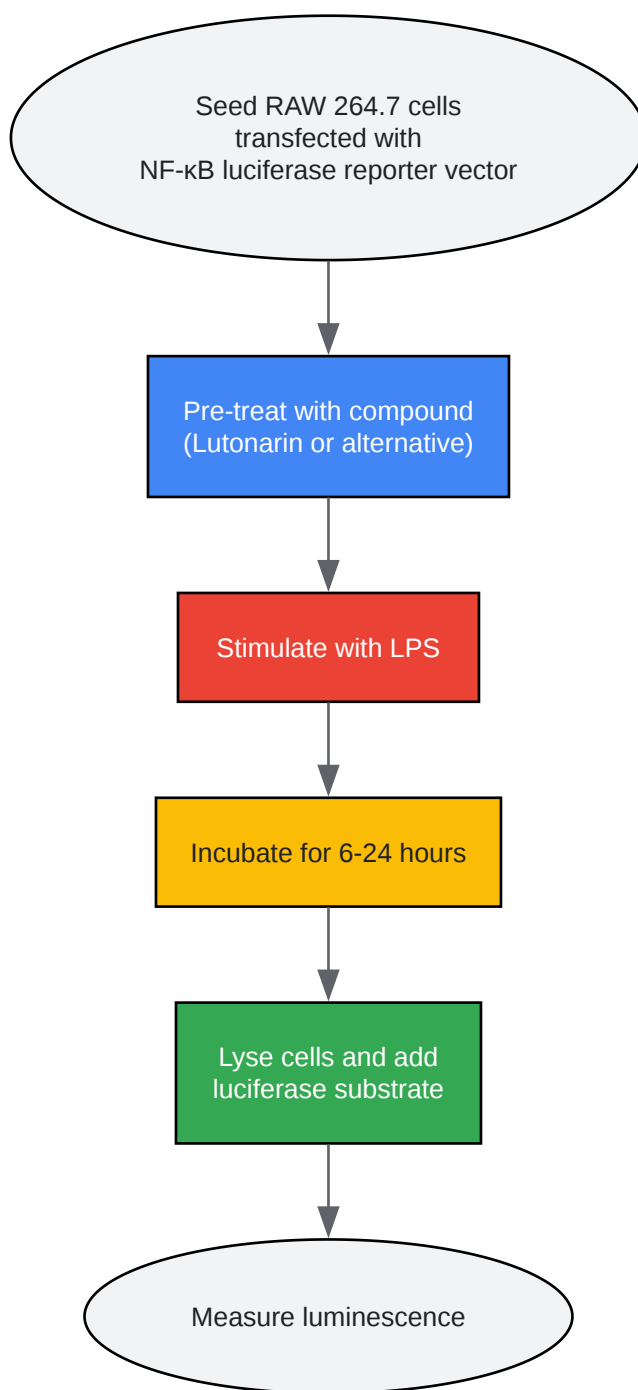 Seed RAW 264.7 cells
transfected with
NF-κB luciferase reporter vector
Pre-treat with compound
(Lutonarin or alternative)
Stimulate with LPS
Incubate for 6-24 hours
Lyse cells and add
luciferase substrate
Measure luminescence